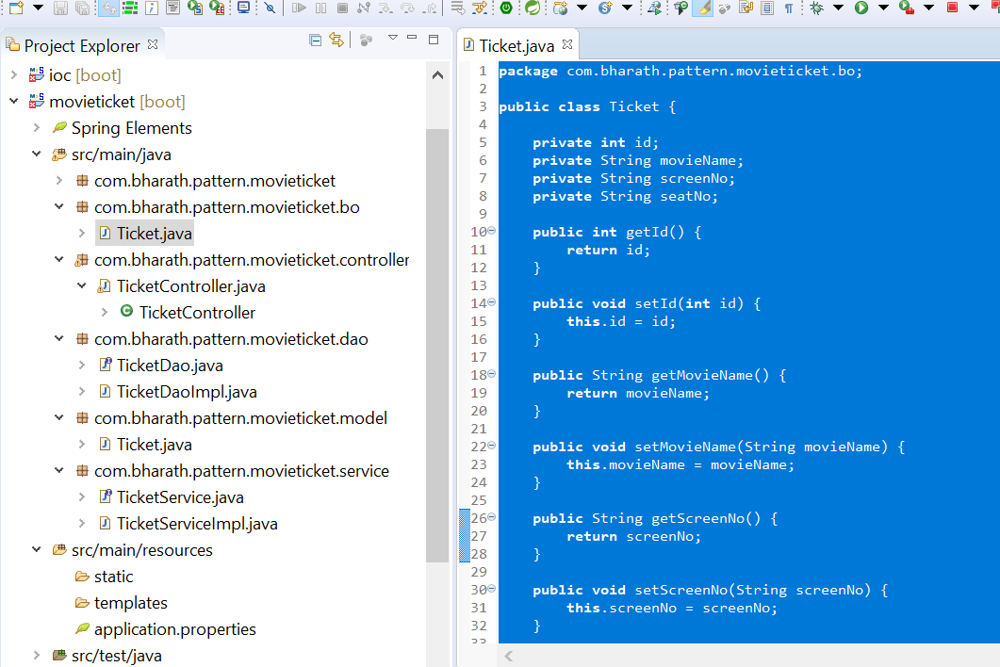 Project Explorer
ioc [boot]
movieticket [boot]
Spring Elements
src/main/java
com.bharath.pattern.movieticket
com.bharath.pattern.movieticket.bo
Ticket.java
com.bharath.pattern.movieticket.controller
TicketController.java
TicketController
com.bharath.pattern.movieticket.dao
TicketDao.java
TicketDaoImpl.java
com.bharath.pattern.movieticket.model
Ticket.java
com.bharath.pattern.movieticket.service
TicketService.java
TicketServiceImpl.java
src/main/resources
static
templates
application.properties
src/test/java
Ticket.java
1 package com.bharath.pattern.movieticket.bo;
2
3 public class Ticket {
4
5 private int id;
6 private String movieName;
7 private String screenNo;
8 private String seatNo;
9
10 public int getId() {
11 return id;
12 }
13
14 public void setId(int id) {
15 this.id = id;
16 }
17
18 public String getMovieName() {
19 return movieName;
20 }
21
22 public void setMovieName(String movieName) {
23 this.movieName = movieName;
24 }
25
26 public String getScreenNo() {
27 return screenNo;
28 }
29
30 public void setScreenNo(String screenNo) {
31 this.screenNo = screenNo;
32 }
33